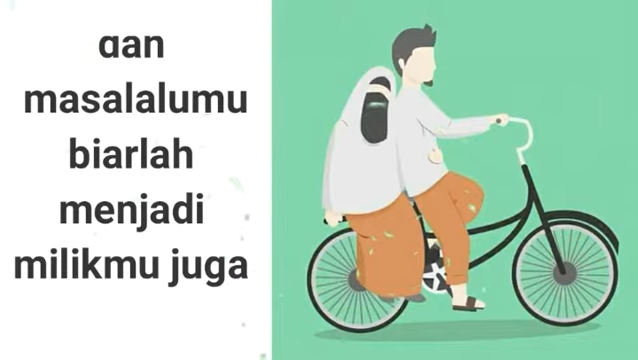 dan
masalalumu
biarlah
menjadi
milikmu juga